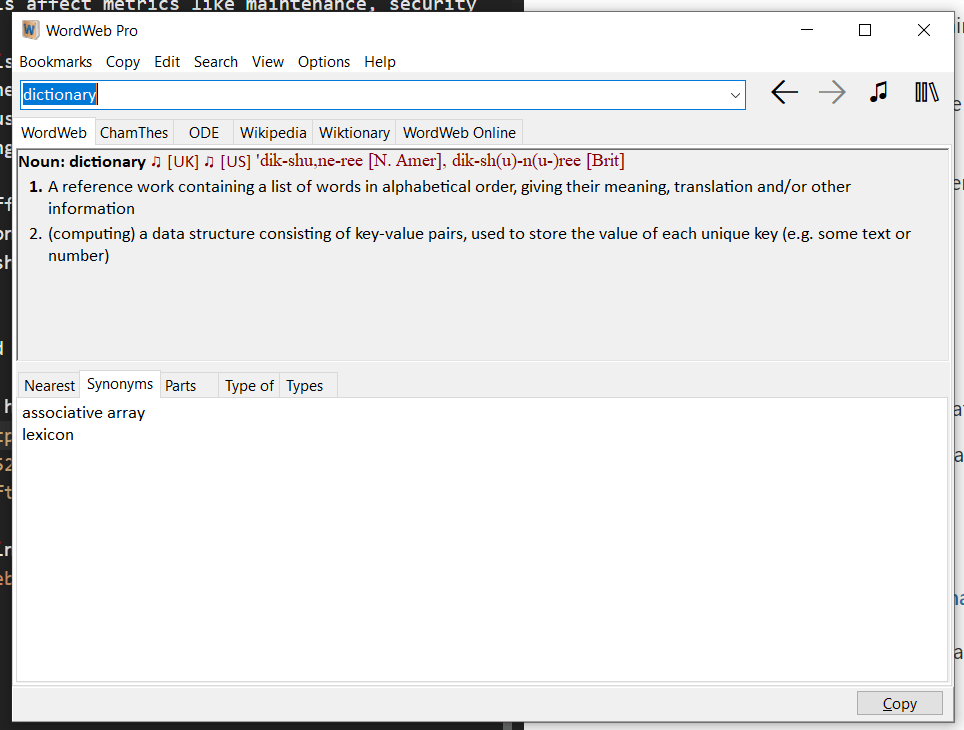 s affect metrics like maintenance, security
WordWeb Pro
Bookmarks Copy Edit Search View Options Help
dictionary
WordWeb ChamThes ODE Wikipedia Wiktionary WordWeb Online
Noun: dictionary ♫ [UK] ♫ [US] 'dik-shu,ne-ree [N. Amer], dik-sh(u)-n(u-)ree [Brit]
1. A reference work containing a list of words in alphabetical order, giving their meaning, translation and/or other
information
2. (computing) a data structure consisting of key-value pairs, used to store the value of each unique key (e.g. some text or
number)
Nearest Synonyms Parts Type of Types
associative array
lexicon
Copy